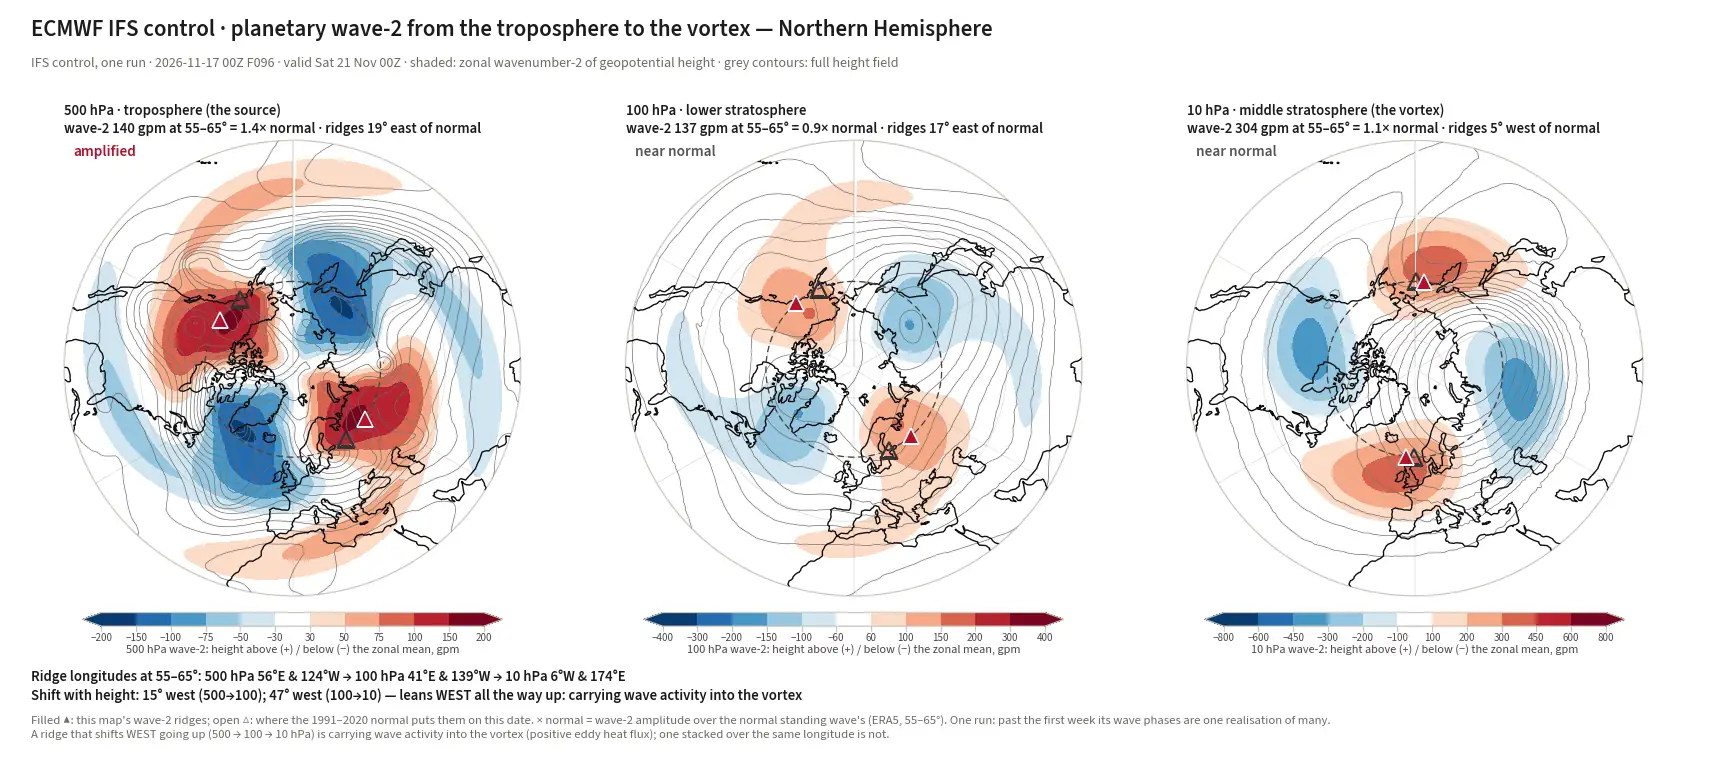 ECMWF IFS control · planetary wave-2 from the troposphere to the vortex — Northern Hemisphere
IFS control, one run · 2026-11-17 00Z F096 · valid Sat 21 Nov 00Z · shaded: zonal wavenumber-2 of geopotential height · grey contours: full height field
500 hPa · troposphere (the source)
wave-2 140 gpm at 55–65° = 1.4× normal · ridges 19° east of normal
amplified
100 hPa · lower stratosphere
wave-2 137 gpm at 55–65° = 0.9× normal · ridges 17° east of normal
near normal
10 hPa · middle stratosphere (the vortex)
wave-2 304 gpm at 55–65° = 1.1× normal · ridges 5° west of normal
near normal
−200 −150 −100 −75 −50 −30 30 50 75 100 150 200
500 hPa wave-2: height above (+) / below (−) the zonal mean, gpm
−400 −300 −200 −150 −100 −60 60 100 150 200 300 400
100 hPa wave-2: height above (+) / below (−) the zonal mean, gpm
−800 −600 −450 −300 −200 −100 100 200 300 450 600 800
10 hPa wave-2: height above (+) / below (−) the zonal mean, gpm
Ridge longitudes at 55–65°: 500 hPa 56°E & 124°W → 100 hPa 41°E & 139°W → 10 hPa 6°W & 174°E
Shift with height: 15° west (500→100); 47° west (100→10) — leans WEST all the way up: carrying wave activity into the vortex
Filled ▲: this map's wave-2 ridges; open △: where the 1991–2020 normal puts them on this date. × normal = wave-2 amplitude over the normal standing wave's (ERA5, 55–65°). One run: past the first week its wave phases are one realisation of many.
A ridge that shifts WEST going up (500 → 100 → 10 hPa) is carrying wave activity into the vortex (positive eddy heat flux); one stacked over the same longitude is not.